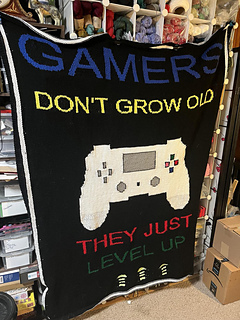 GAMERS
DON'T GROW OLD
THEY JUST
LEVEL UP